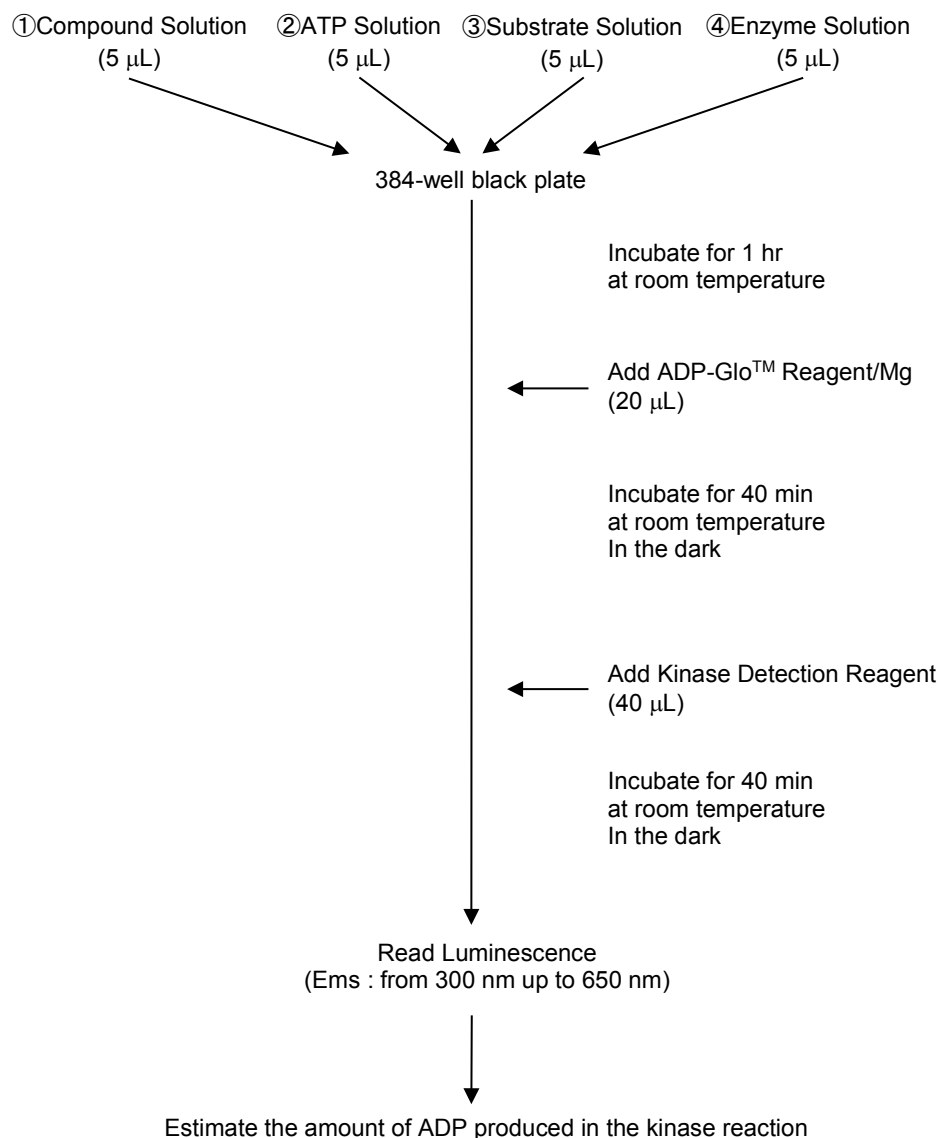 ①Compound Solution ②ATP Solution ③Substrate Solution ④Enzyme Solution
(5 μL) (5 μL) (5 μL) (5 μL)
384-well black plate
Incubate for 1 hr
at room temperature
Add ADP-Glo™ Reagent/Mg
(20 μL)
Incubate for 40 min
at room temperature
In the dark
Add Kinase Detection Reagent
(40 μL)
Incubate for 40 min
at room temperature
In the dark
Read Luminescence
(Ems : from 300 nm up to 650 nm)
Estimate the amount of ADP produced in the kinase reaction